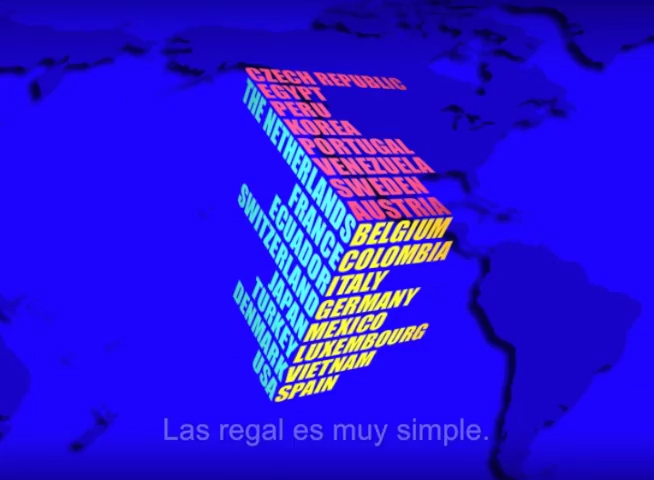 CZECH REPUBLIC
EGYPT
PERU
KOREA
PORTUGAL
VENEZUELA
SWEDEN
AUSTRIA
THE NETHERLANDS
FRANCE
ECUADOR
SWITZERLAND
JAPAN
TURKEY
DENMARK
USA
BELGIUM
COLOMBIA
ITALY
GERMANY
MEXICO
LUXEMBOURG
VIETNAM
SPAIN
Las regal es muy simple.